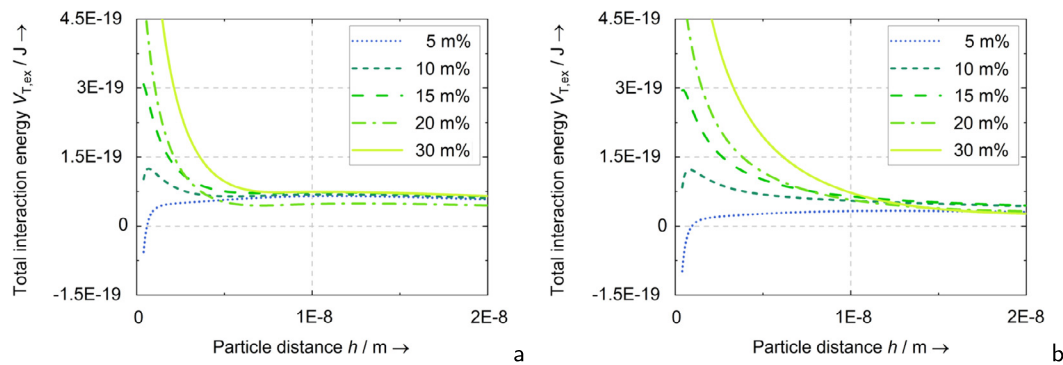 Total interaction energy V_T,ex / J →
4.5E-19
3E-19
1.5E-19
0
-1.5E-19
5 m%
10 m%
15 m%
20 m%
30 m%
0
1E-8
2E-8
Particle distance h / m →
a
Total interaction energy V_T,ex / J →
4.5E-19
3E-19
1.5E-19
0
-1.5E-19
5 m%
10 m%
15 m%
20 m%
30 m%
0
1E-8
2E-8
Particle distance h / m →
b